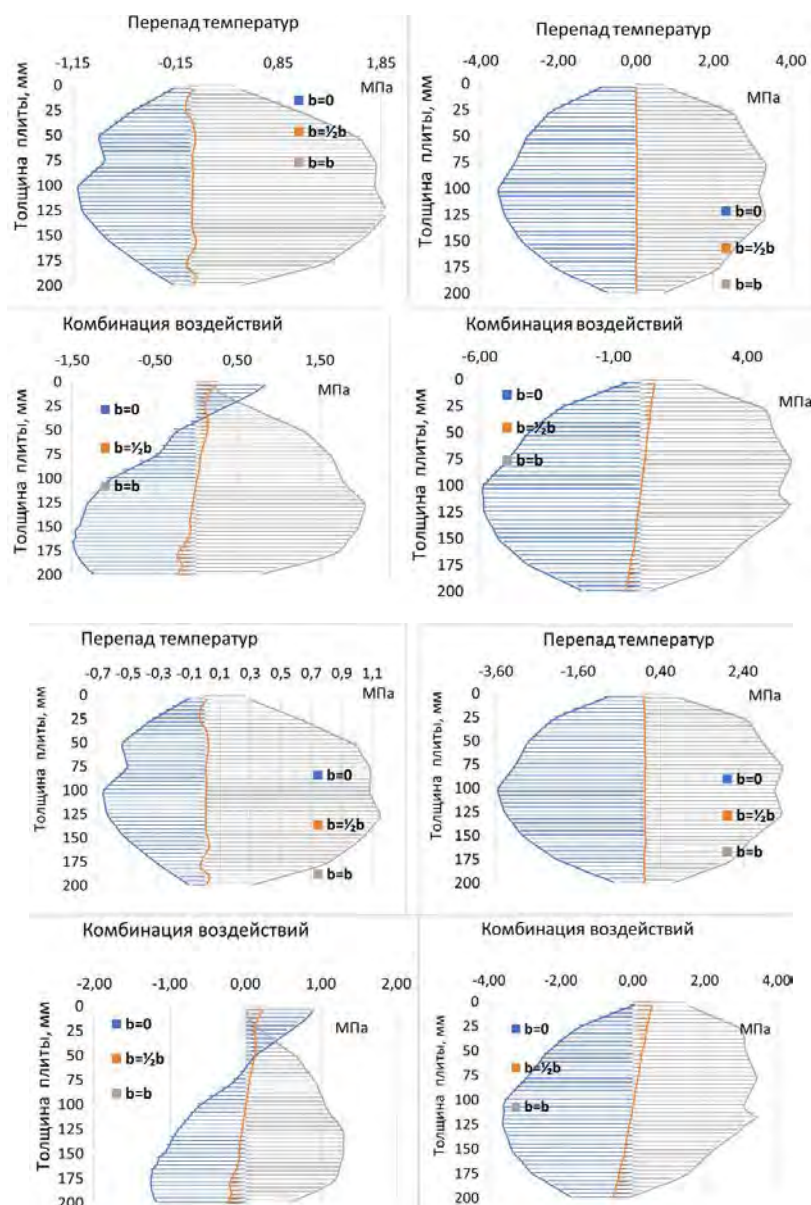 Перепад температур
-1,15 -0,15 0,85 1,85
МПа
Толщина плиты, мм
0
25
50
75
100
125
150
175
200
b=0
b=½b
b=b
Перепад температур
-4,00 -2,00 0,00 2,00 4,00
МПа
Толщина плиты, мм
0
25
50
75
100
125
150
175
200
b=0
b=½b
b=b
Комбинация воздействий
-1,50 -0,50 0,50 1,50
МПа
Толщина плиты, мм
0
25
50
75
100
125
150
175
200
b=0
b=½b
b=b
Комбинация воздействий
-6,00 -1,00 4,00
МПа
Толщина плиты, мм
0
25
50
75
100
125
150
175
200
b=0
b=½b
b=b
Перепад температур
-0,7 -0,5 -0,3 -0,1 0,1 0,3 0,5 0,7 0,9 1,1
МПа
Толщина плиты, мм
0
25
50
75
100
125
150
175
200
b=0
b=½b
b=b
Перепад температур
-3,60 -1,60 0,40 2,40
МПа
Толщина плиты, мм
0
25
50
75
100
125
150
175
200
b=0
b=½b
b=b
Комбинация воздействий
-2,00 -1,00 0,00 1,00 2,00
МПа
Толщина плиты, мм
0
25
50
75
100
125
150
175
200
b=0
b=½b
b=b
Комбинация воздействий
-4,00 -2,00 0,00 2,00 4,00
МПа
Толщина плиты, мм
0
25
50
75
100
125
150
175
200
b=0
b=½b
b=b